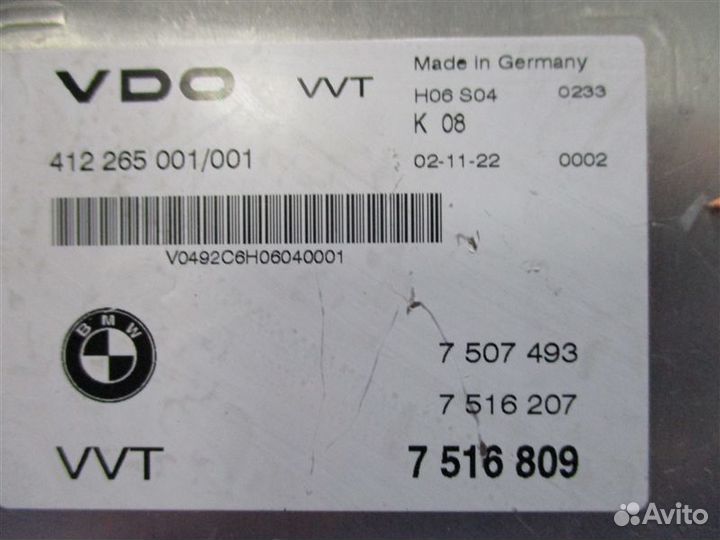 VDO VVT Made in Germany
H06 S04 0233
K 08
412 265 001/001 02-11-22 0002
V0492C6H06040001
BMW
7 507 493
7 516 207
VVT 7 516 809
Avito